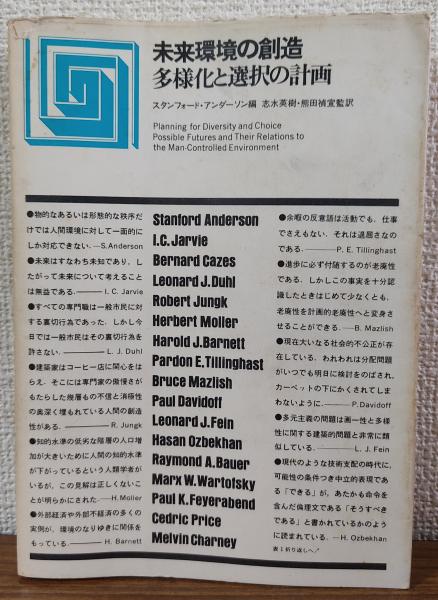 未来環境の創造
多様化と選択の計画
スタンフォード・アンダーソン編 志水英樹・熊田禎宣監訳
Planning for Diversity and Choice
Possible Futures and Their Relations to
the Man-Controlled Environment
●物的なあるいは形態的な秩序だ
けでは人間環境に対して一面的に
しか対応できない。—S.Anderson
●未来はすなわち未知であり、し
たがって未来について考えること
は無益である。——I. C. Jarvie
●すべての専門職は一般市民に対
する裏切行為であった。しかし今
日では一般市民はその裏切行為を
許さない。——L. J. Duhl
●建築家はコーヒー店に関心をは
らえ、そこには専門家の傲慢さが
もたらした幾層もの不信と消極性
の奥深く埋もれている人間の創造
性がある。——R. Jungk
●知的水準の低劣な階層の人口増
加が大きいために人間の知的水準
が下がっているという人類学者が
いるが、この見解は正しくないこ
とが明らかにされた—H.Moller
●外部経済や外部不経済の多くの
実例が、環境のなりゆきに関係を
もっている。——H. Barnett
Stanford Anderson
I.C. Jarvie
Bernard Cazes
Leonard J.Duhl
Robert Jungk
Herbert Moller
Harold J.Barnett
Pardon E.Tillinghast
Bruce Mazlish
Paul Davidoff
Leonard J.Fein
Hasan Ozbekhan
Raymond A.Bauer
Marx W.Wartofsky
Paul K.Feyerabend
Cedric Price
Melvin Charney
●余暇の反意語は活動でも、仕事
でさえもない。それは退屈さなの
である。——P. E. Tillinghast
●進歩に必ず付随するのが老廃性
である。しかしこの事実を十分認
識したときはじめて少なくとも、
老廃性を計画的老廃性へと変身さ
せることができる。—B. Mazlish
●現在大いなる社会的不公正が存
在している。われわれは分配問題
がいつでも明日に検討をのばされ、
カーペットの下にかくされてしま
わないように。——P.Davidoff
●多元主義の問題は画一性と多様
性に関する建築的問題と非常に類
似している。——L. J. Fein
●現代のような技術支配の時代に、
可能性の条件つき中立的表現であ
る「できる」が、あたかも命令を
含んだ倫理文である「そうすべき
である」と書かれているかのよう
に読まれている。—H. Ozbekhan
表4折り返しへ↗